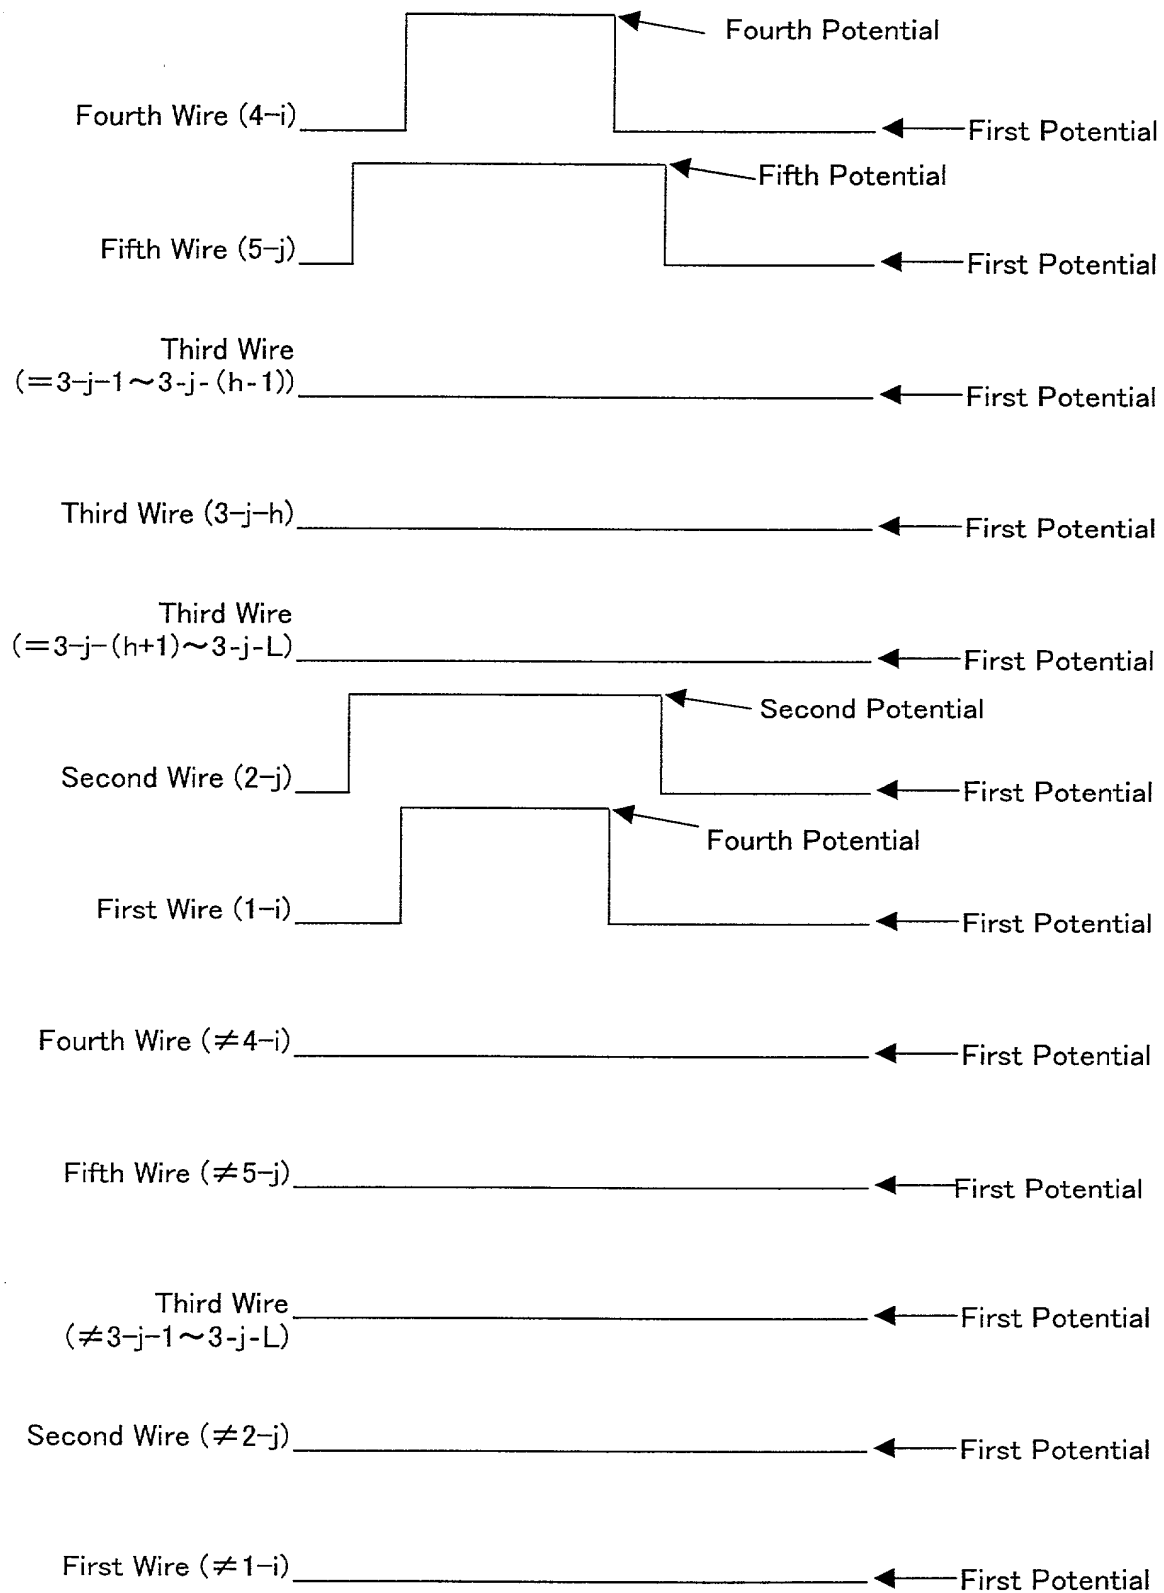 Fourth Potential
Fourth Wire (4-i)
First Potential
Fifth Potential
Fifth Wire (5-j)
First Potential
Third Wire
(=3-j-1~3-j-(h-1))
First Potential
Third Wire (3-j-h)
First Potential
Third Wire
(=3-j-(h+1)~3-j-L)
First Potential
Second Potential
Second Wire (2-j)
First Potential
Fourth Potential
First Wire (1-i)
First Potential
Fourth Wire (≠4-i)
First Potential
Fifth Wire (≠5-j)
First Potential
Third Wire
(≠3-j-1~3-j-L)
First Potential
Second Wire (≠2-j)
First Potential
First Wire (≠1-i)
First Potential